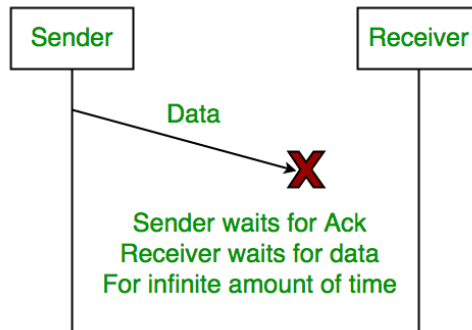 Sender
Receiver
Data
Sender waits for Ack
Receiver waits for data
For infinite amount of time